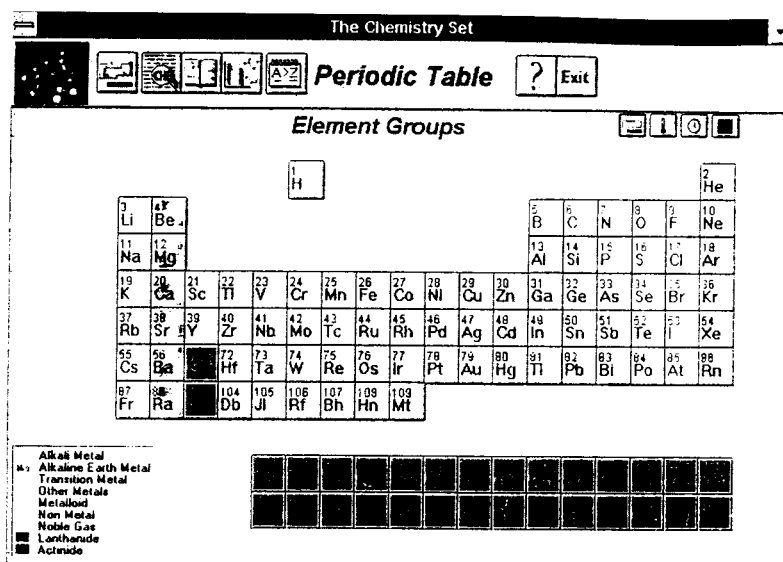 The Chemistry Set
A>Z Periodic Table ? Exit
Element Groups
1 2
H He
3 4 5 6 7 8 9 10
Li Be B C N O F Ne
11 12 13 14 15 16 17 18
Na Mg Al Si P S Cl Ar
19 20 21 22 23 24 25 26 27 28 29 30 31 32 33 34 35 36
K Ca Sc Ti V Cr Mn Fe Co Ni Cu Zn Ga Ge As Se Br Kr
37 38 39 40 41 42 43 44 45 46 47 48 49 50 51 52 53 54
Rb Sr Y Zr Nb Mo Tc Ru Rh Pd Ag Cd In Sn Sb Te I Xe
55 56 72 73 74 75 76 77 78 79 80 81 82 83 84 85 86
Cs Ba Hf Ta W Re Os Ir Pt Au Hg Tl Pb Bi Po At Rn
87 88 104 105 106 107 108 109
Fr Ra Db Jl Rf Bh Hn Mt
Alkali Metal
Alkaline Earth Metal
Transition Metal
Other Metals
Metalloid
Non Metal
Noble Gas
Lanthanide
Actinide